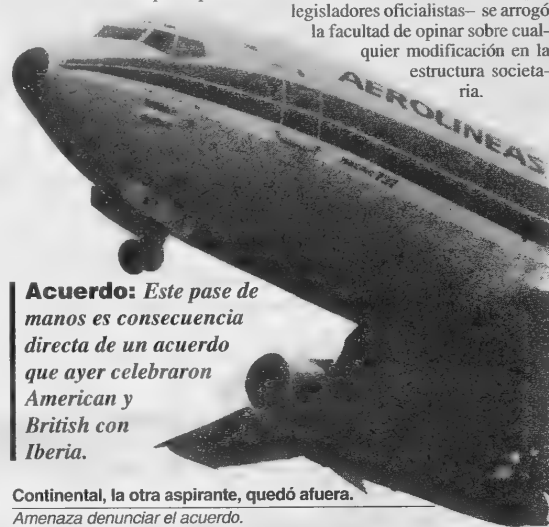 legisladores oficialistas– se arrogó
la facultad de opinar sobre cual-
quier modificación en la
estructura societa-
ria.
AEROLINEAS
Acuerdo: Este pase de
manos es consecuencia
directa de un acuerdo
que ayer celebraron
American y
British con
Iberia.
Continental, la otra aspirante, quedó afuera.
Amenaza denunciar el acuerdo.